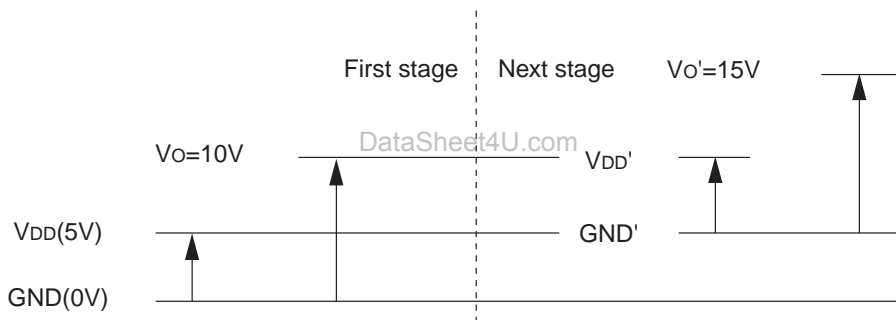 First stage Next stage VO'=15V
DataSheet4U.com
VO=10V VDD'
VDD(5V) GND'
GND(0V)